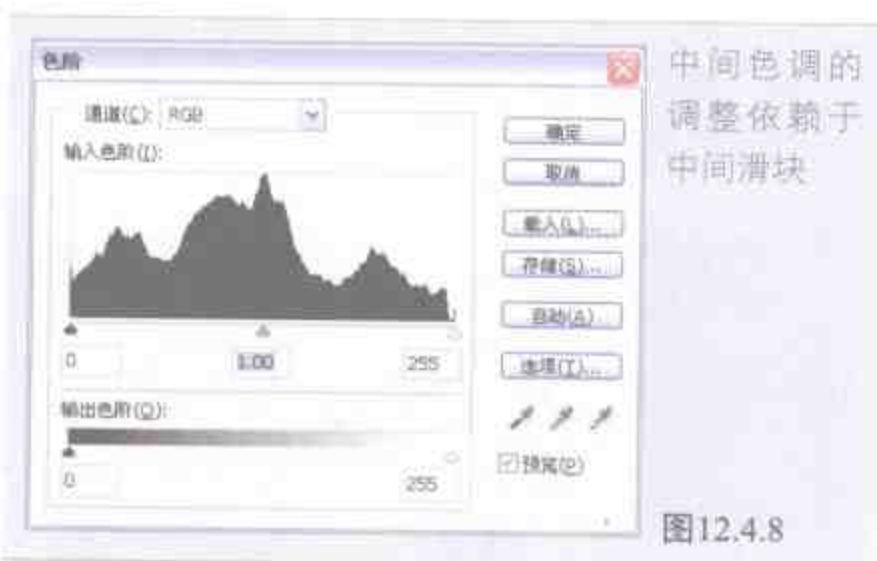 色阶
通道(C): RGB
输入色阶(I):
0 1.00 255
输出色阶(O):
0 255
确定
取消
载入(L)...
存储(S)...
自动(A)
选项(T)...
预览(P)
中间色调的
调整依赖于
中间滑块
图12.4.8